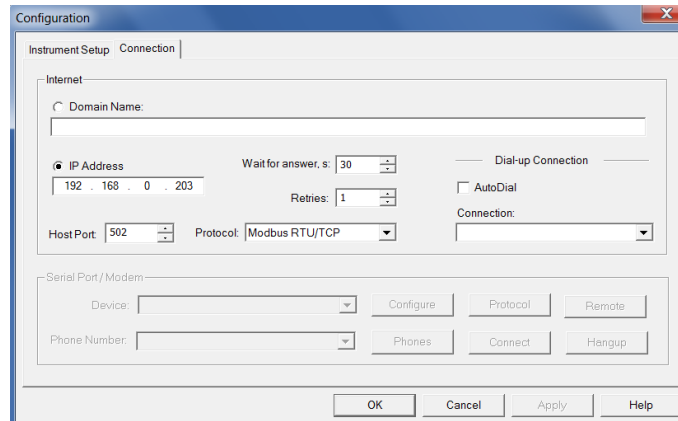 Configuration
Instrument Setup Connection
Internet
Domain Name:
IP Address Wait for answer, s: 30 Dial-up Connection
192 . 168 . 0 . 203 AutoDial
Retries: 1
Connection:
Host Port: 502 Protocol: Modbus RTU/TCP
Serial Port / Modem
Device: Configure Protocol Remote
Phone Number: Phones Connect Hangup
OK Cancel Apply Help